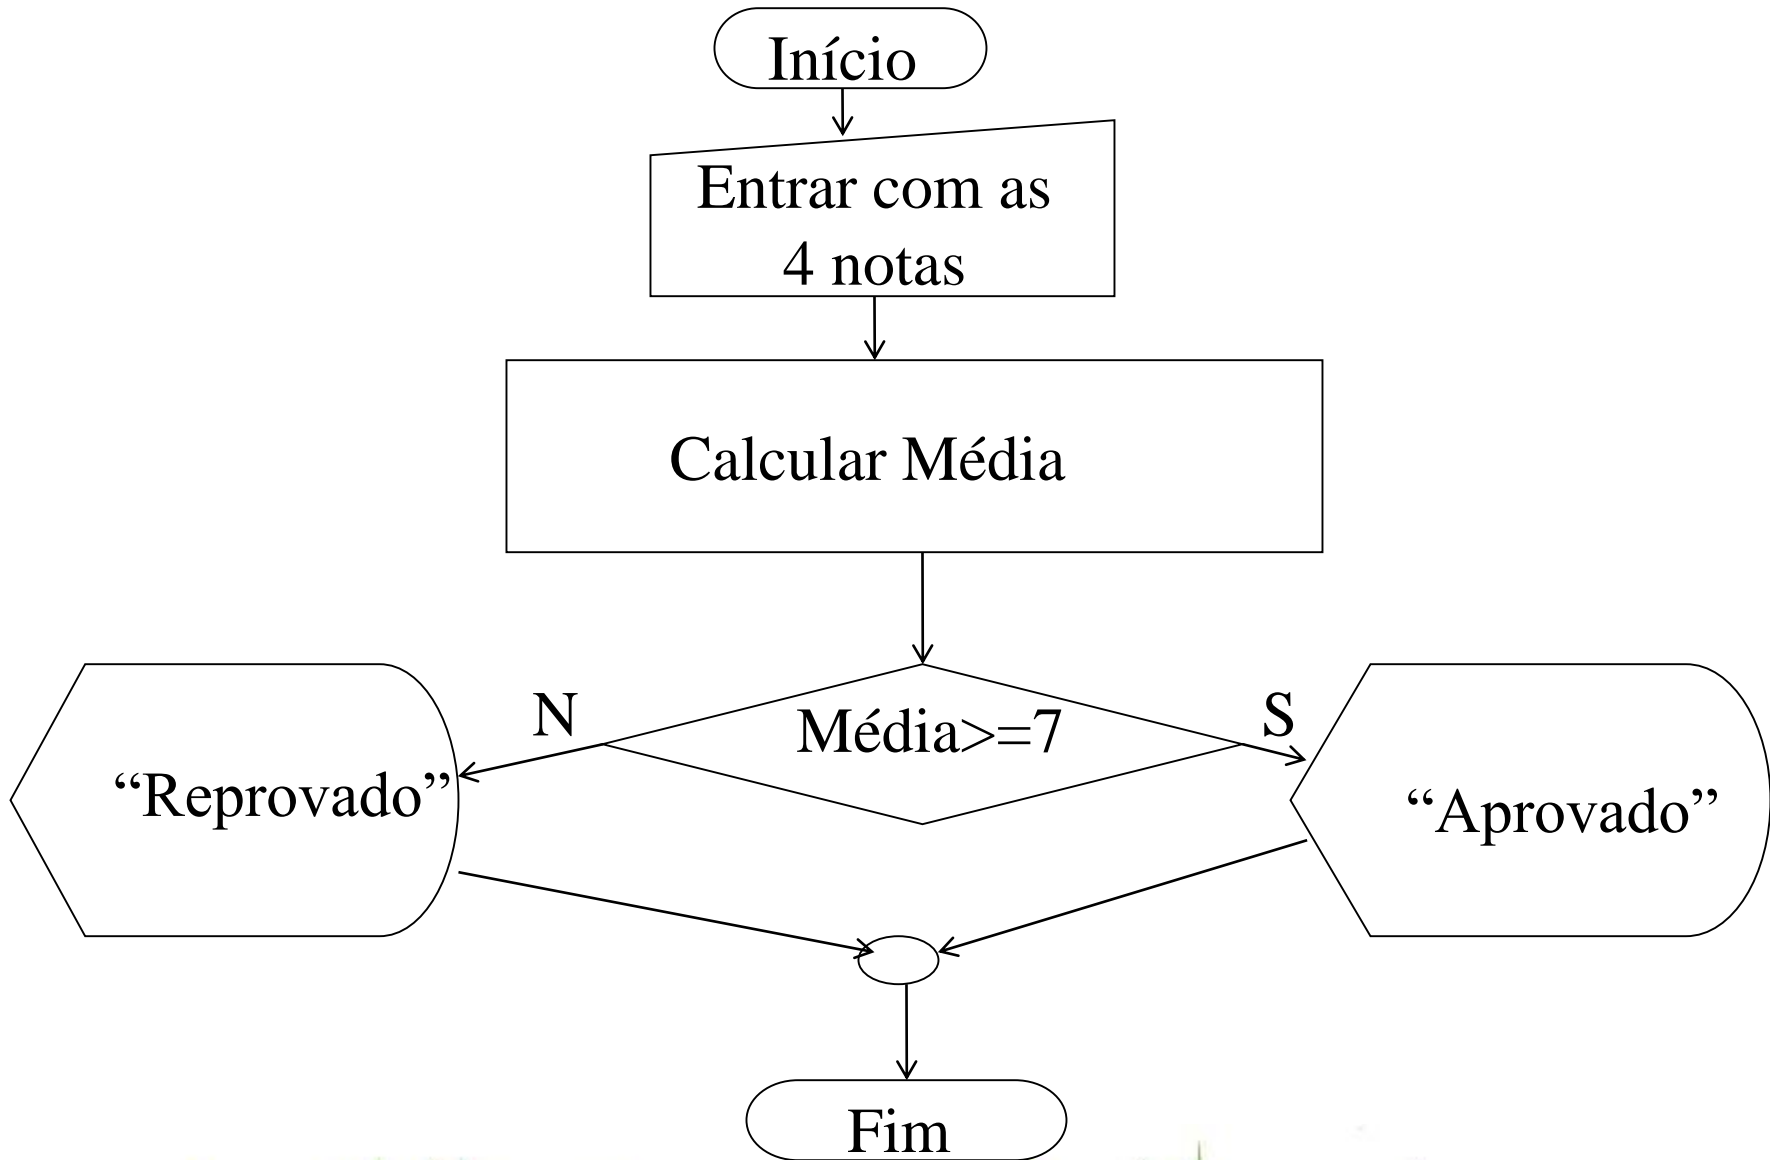 Início
Entrar com as
4 notas
Calcular Média
N
Média>=7
S
“Reprovado”
“Aprovado”
Fim